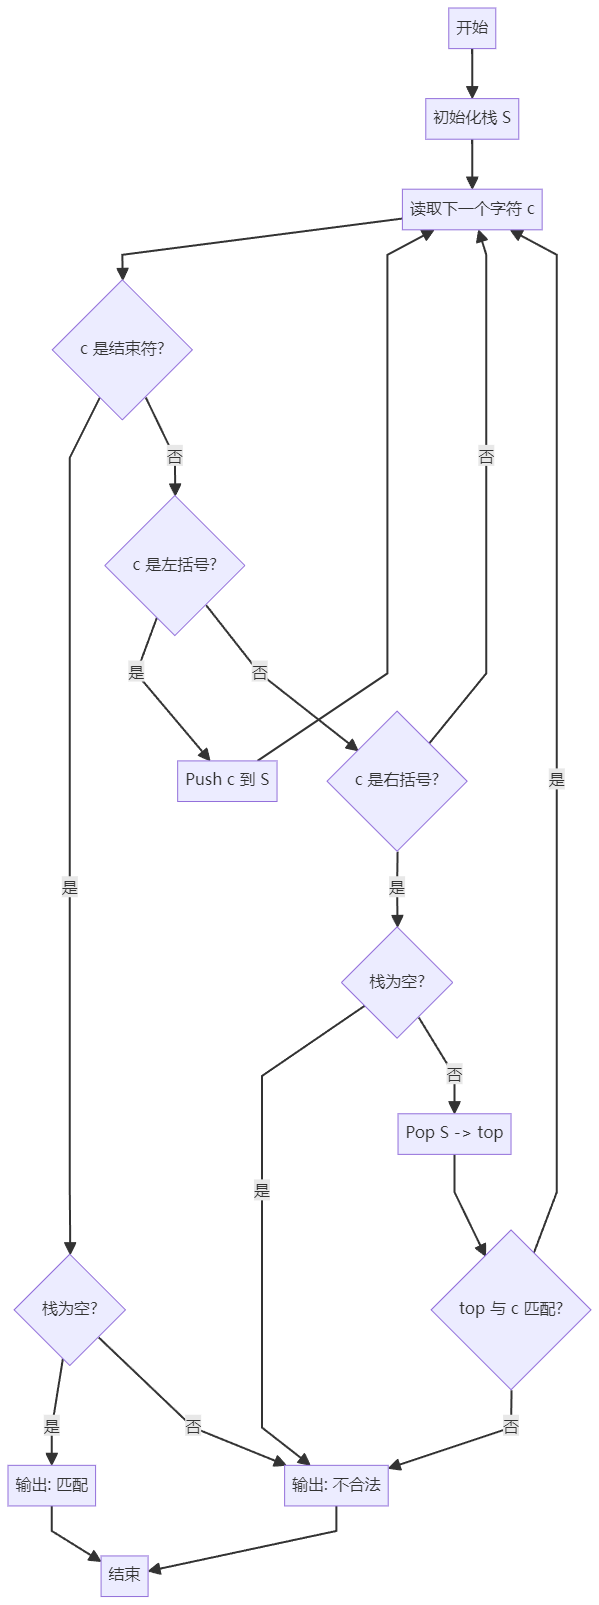 开始
初始化栈 S
读取下一个字符 c
c 是结束符?
否
否
c 是左括号?
是
否
Push c 到 S
c 是右括号?
是
是
是
栈为空?
否
Pop S -> top
是
栈为空?
top 与 c 匹配?
是
否
否
输出: 匹配
输出: 不合法
结束